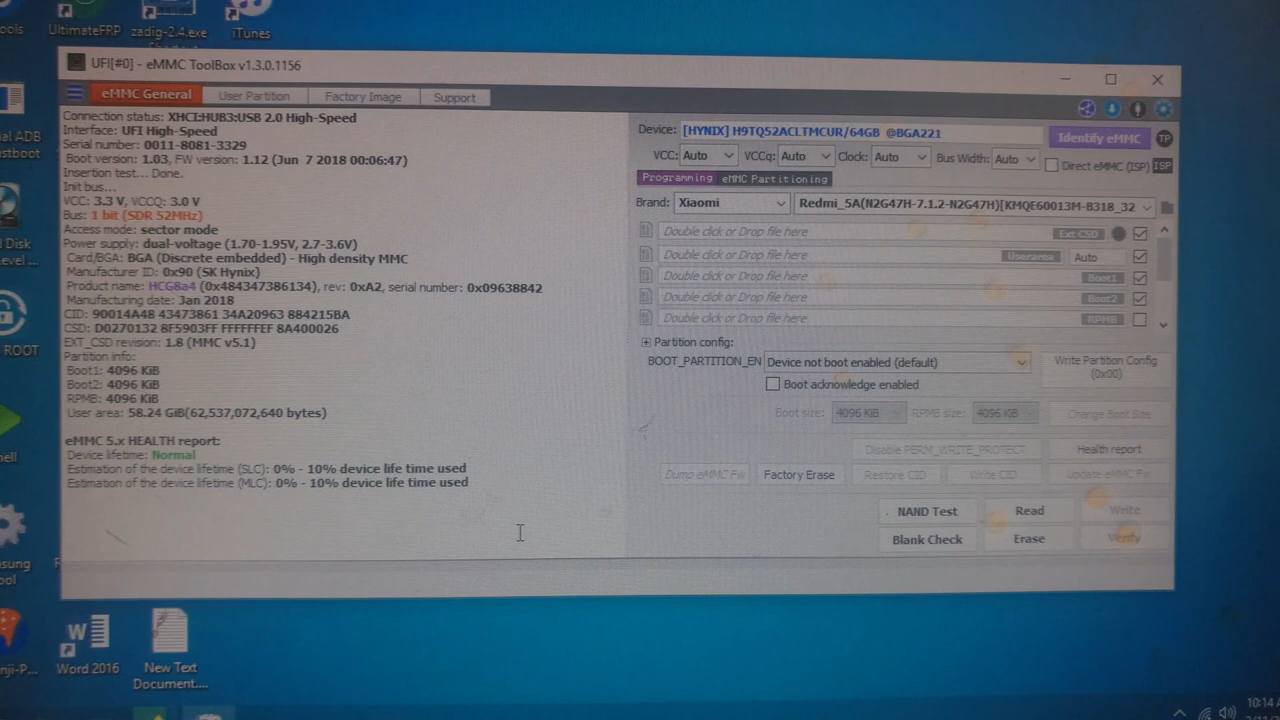 ools
UltimateFRP
zadig-2.4.exe
Shortcut
iTunes
UFI[#0] - eMMC ToolBox v1.3.0.1156
eMMC General
User Partition
Factory Image
Support
Connection status: XHCI:HUB3:USB 2.0 High-Speed
Interface: UFI High-Speed
Serial number: 0011-8081-3329
Boot version: 1.03, FW version: 1.12 (Jun 7 2018 00:06:47)
Insertion test... Done.
Init bus...
VCC: 3.3 V, VCCQ: 3.0 V
Bus: 1 bit (SDR 52MHz)
Access mode: sector mode
Power supply: dual-voltage (1.70-1.95V, 2.7-3.6V)
Card/BGA: BGA (Discrete embedded) - High density MMC
Manufacturer ID: 0x90 (SK Hynix)
Product name: HCG8a4 (0x484347386134), rev: 0xA2, serial number: 0x09638842
Manufacturing date: Jan 2018
CID: 90014A48 43473861 34A20963 884215BA
CSD: D0270132 8F5903FF FFFFFFEF 8A400026
EXT_CSD revision: 1.8 (MMC v5.1)
Partition info:
Boot1: 4096 KiB
Boot2: 4096 KiB
RPMB: 4096 KiB
User area: 58.24 GiB(62,537,072,640 bytes)
eMMC 5.x HEALTH report:
Device lifetime: Normal
Estimation of the device lifetime (SLC): 0% - 10% device life time used
Estimation of the device lifetime (MLC): 0% - 10% device life time used
Device: [HYNIX] H9TQ52ACLTMCUR/64GB @BGA221
Identify eMMC
TP
VCC: Auto VCCq: Auto Clock: Auto Bus Width: Auto
Direct eMMC (ISP) ISP
Programming
eMMC Partitioning
Brand: Xiaomi
Redmi_5A(N2G47H-7.1.2-N2G47H)[KMQE60013M-B318_32
Double click or Drop file here Ext CSD
Double click or Drop file here Userarea Auto
Double click or Drop file here Boot1
Double click or Drop file here Boot2
Double click or Drop file here RPMB
Partition config:
BOOT_PARTITION_EN Device not boot enabled (default)
Write Partition Config
(0x00)
Boot acknowledge enabled
Boot size: 4096 KiB RPMB size: 4096 KiB Change Boot Size
Disable PERM_WRITE_PROTECT Health report
Dump eMMC Fw Factory Erase Restore CID Write CID Update eMMC Fw
NAND Test Read Write
Blank Check Erase Verify
al ADB
stboot
d Disk
evel ...
ROOT
hell
sung
ool
nji-P...
Word 2016
New Text
Document....
10:14